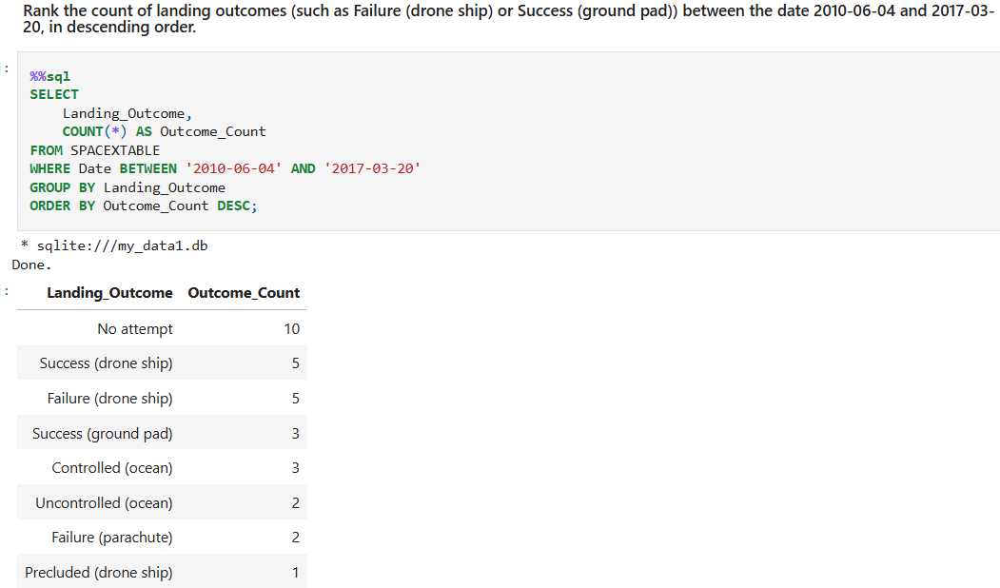 Rank the count of landing outcomes (such as Failure (drone ship) or Success (ground pad)) between the date 2010-06-04 and 2017-03-
20, in descending order.
:
%%sql
SELECT
    Landing_Outcome,
    COUNT(*) AS Outcome_Count
FROM SPACEXTABLE
WHERE Date BETWEEN '2010-06-04' AND '2017-03-20'
GROUP BY Landing_Outcome
ORDER BY Outcome_Count DESC;
* sqlite:///my_data1.db
Done.
:
Landing_Outcome Outcome_Count
No attempt 10
Success (drone ship) 5
Failure (drone ship) 5
Success (ground pad) 3
Controlled (ocean) 3
Uncontrolled (ocean) 2
Failure (parachute) 2
Precluded (drone ship) 1